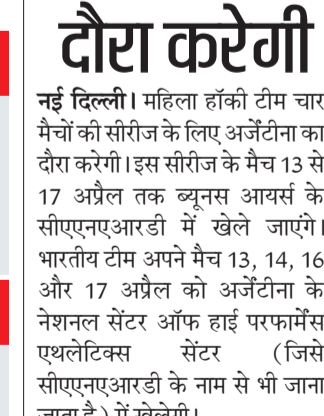 दौरा करेगी
नई दिल्ली। महिला हॉकी टीम चार
मैचों की सीरीज के लिए अर्जेंटीना का
दौरा करेगी। इस सीरीज के मैच 13 से
17 अप्रैल तक ब्यूनस आयर्स के
सीएएनएआरडी में खेले जाएंगे।
भारतीय टीम अपने मैच 13, 14, 16
और 17 अप्रैल को अर्जेंटीना के
नेशनल सेंटर ऑफ हाई परफार्मेंस
एथलेटिक्स सेंटर (जिसे
सीएएनएआरडी के नाम से भी जाना
जाता है) में खेलेगी।